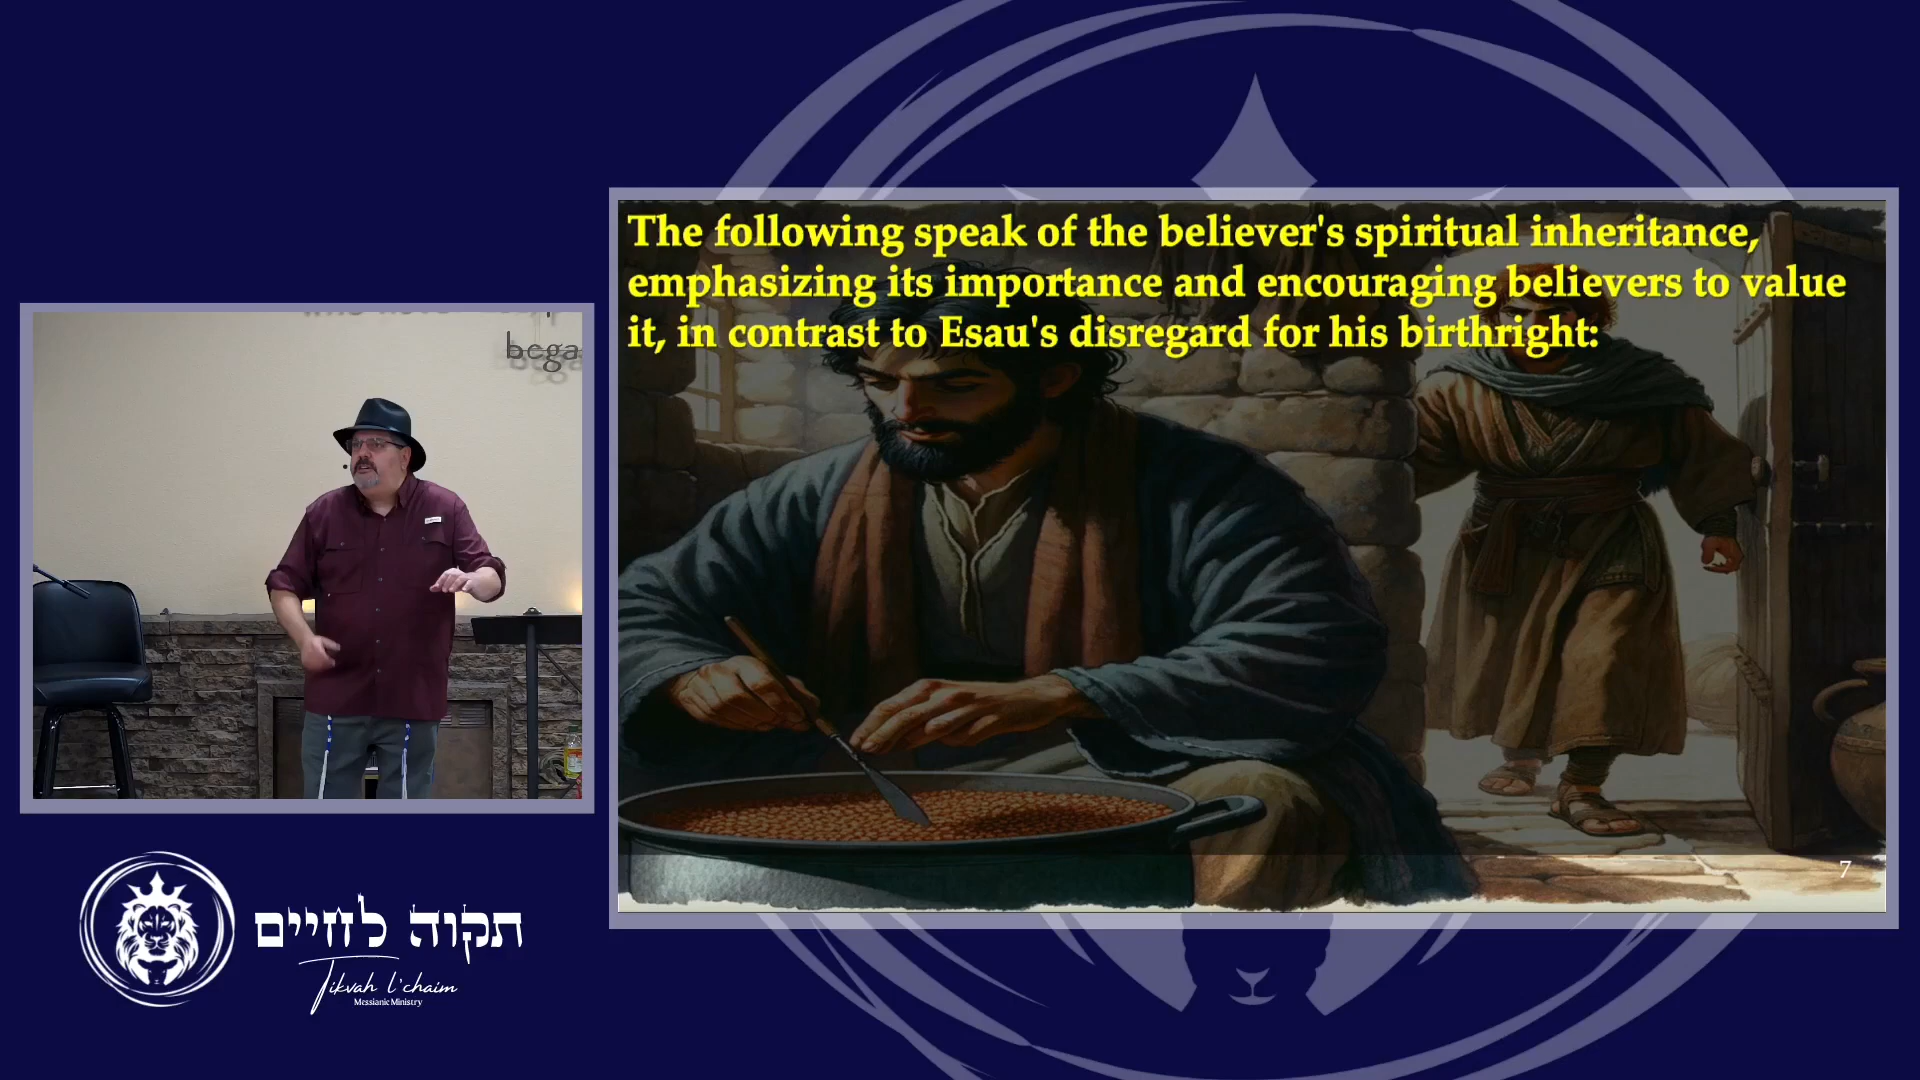 The following speak of the believer's spiritual inheritance,
emphasizing its importance and encouraging believers to value
it, in contrast to Esau's disregard for his birthright:
7
תקוה לחיים
Tikvah l'chaim
Messianic Ministry